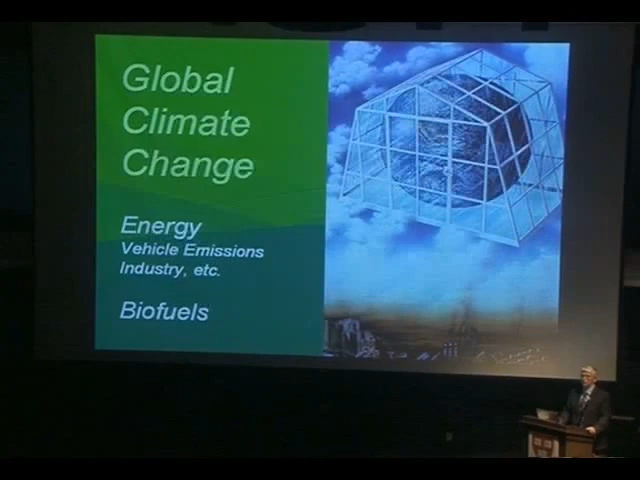 Global
Climate
Change
Energy
Vehicle Emissions
Industry, etc.
Biofuels